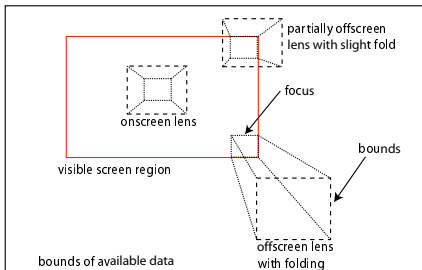 partially offscreen
lens with slight fold
focus
onscreen lens
bounds
visible screen region
offscreen lens
with folding
bounds of available data